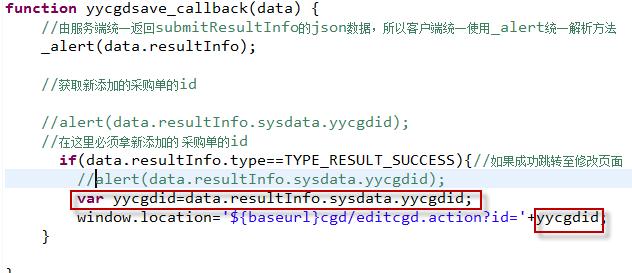 function yycgdsave_callback(data) {
//由服务端统一返回submitResultInfo的json数据，所以客户端统一使用_alert统一解析方法
_alert(data.resultInfo);
//获取新添加的采购单的id
//alert(data.resultInfo.sysdata.yycgdid);
//在这里必须拿新添加的 采购单的id
if(data.resultInfo.type==TYPE_RESULT_SUCCESS){//如果成功跳转至修改页面
//alert(data.resultInfo.sysdata.yycgdid);
var yycgdid=data.resultInfo.sysdata.yycgdid;
window.location='${baseurl}cgd/editcgd.action?id='+yycgdid;
}
}